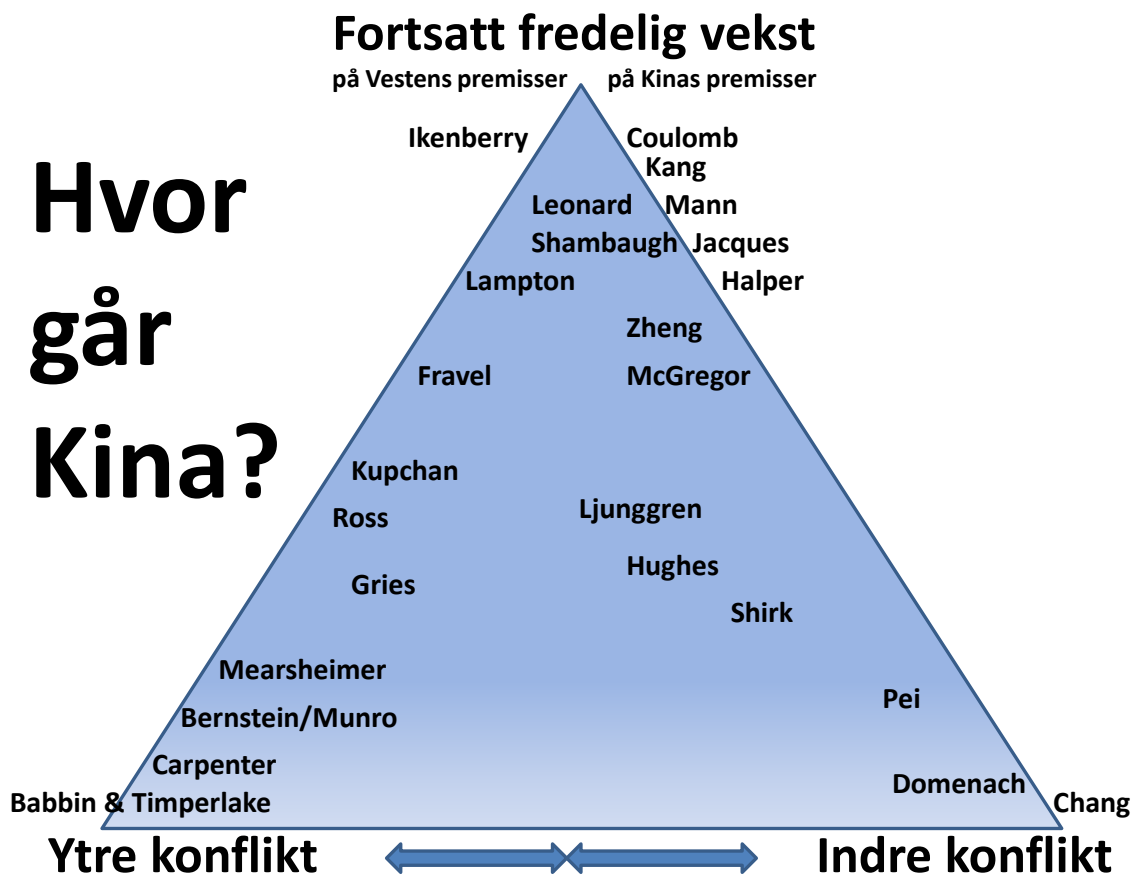 Fortsatt fredelig vekst
på Vestens premisser på Kinas premisser
Hvor
går
Kina?
Ikenberry Coulomb
Kang
Leonard Mann
Shambaugh Jacques
Lampton Halper
Zheng
Fravel McGregor
Kupchan
Ljunggren
Ross
Hughes
Gries
Shirk
Mearsheimer
Pei
Bernstein/Munro
Carpenter
Domenach
Babbin & Timperlake Chang
Ytre konflikt Indre konflikt